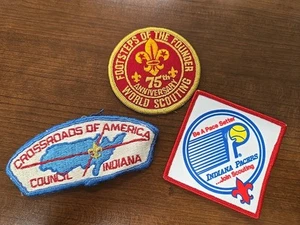 FOOTSTEPS OF THE FOUNDER
75th
ANNIVERSARY
WORLD SCOUTING
CROSSROADS OF AMERICA
COUNCIL INDIANA
Be A Pace Setter
INDIANA PACERS
...Join Scouting